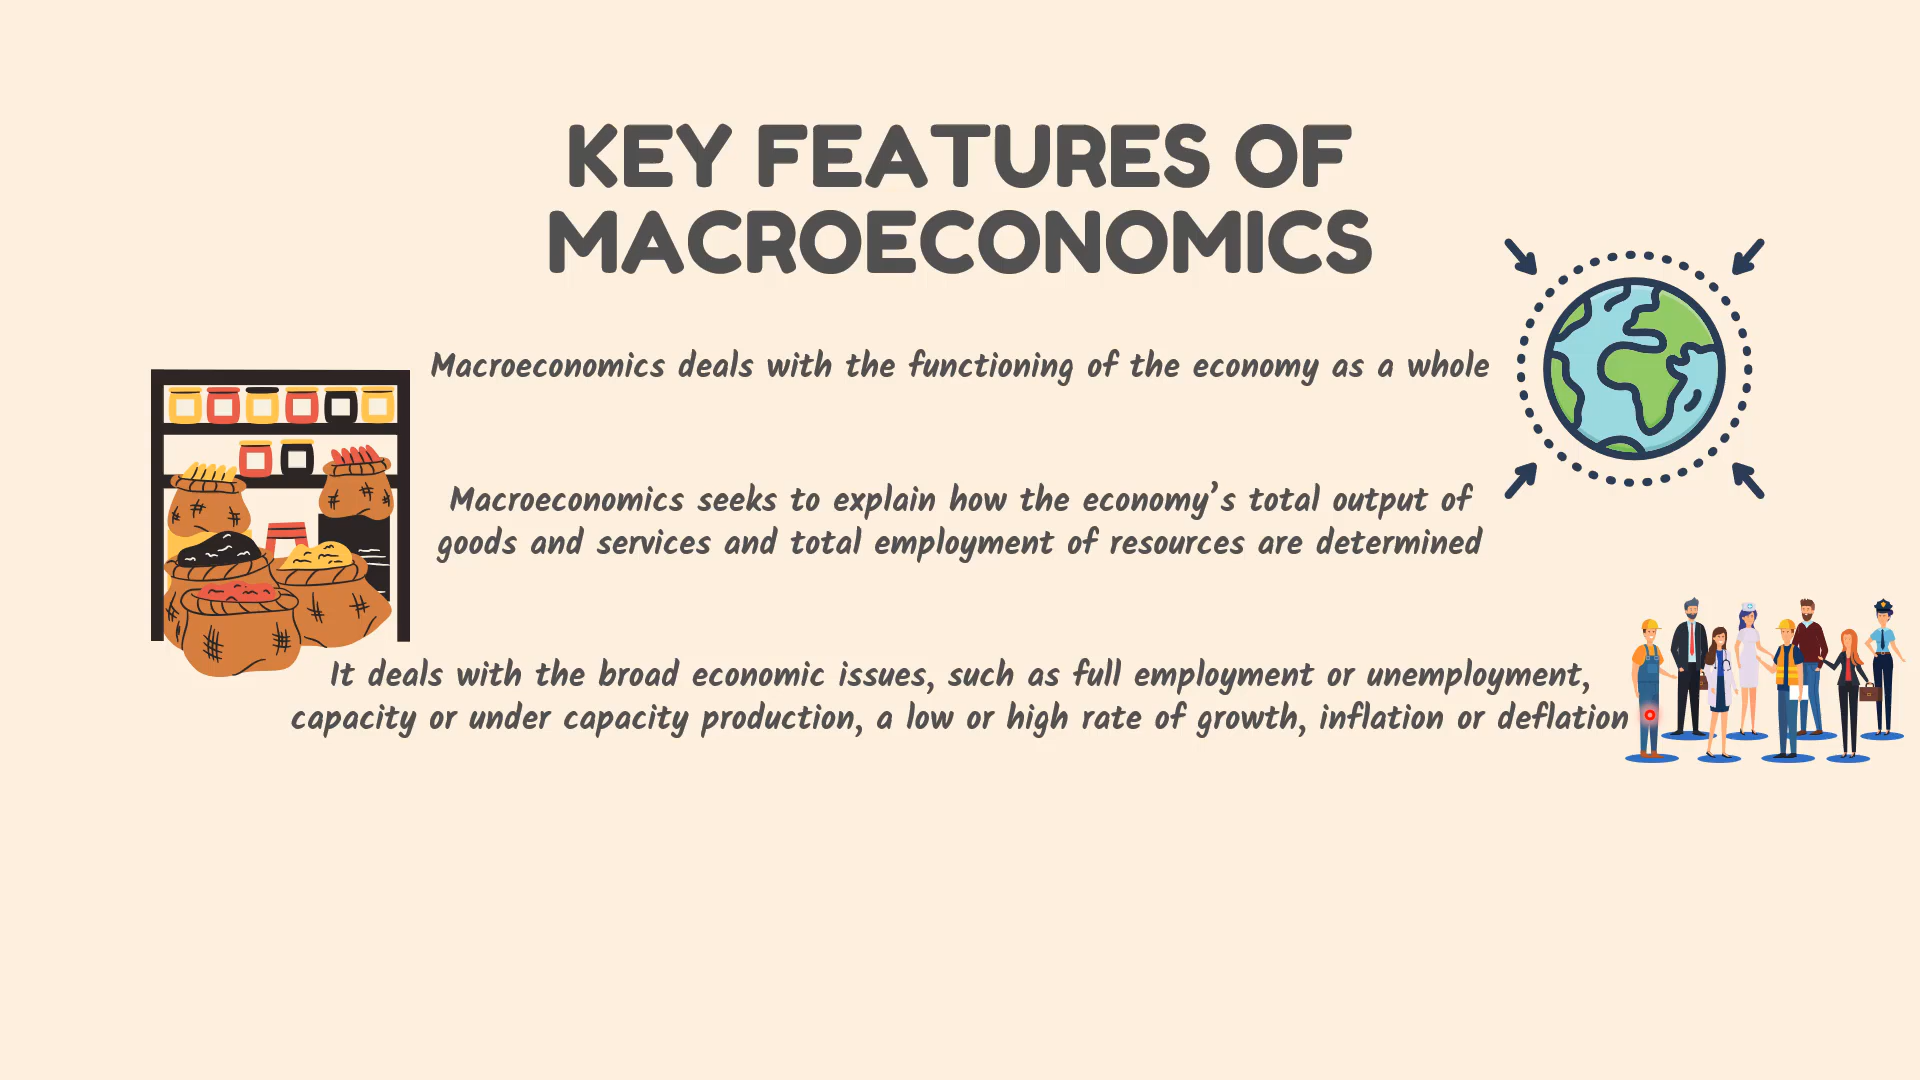 KEY FEATURES OF
MACROECONOMICS
Macroeconomics deals with the functioning of the economy as a whole
Macroeconomics seeks to explain how the economy’s total output of
goods and services and total employment of resources are determined
It deals with the broad economic issues, such as full employment or unemployment,
capacity or under capacity production, a low or high rate of growth, inflation or deflation